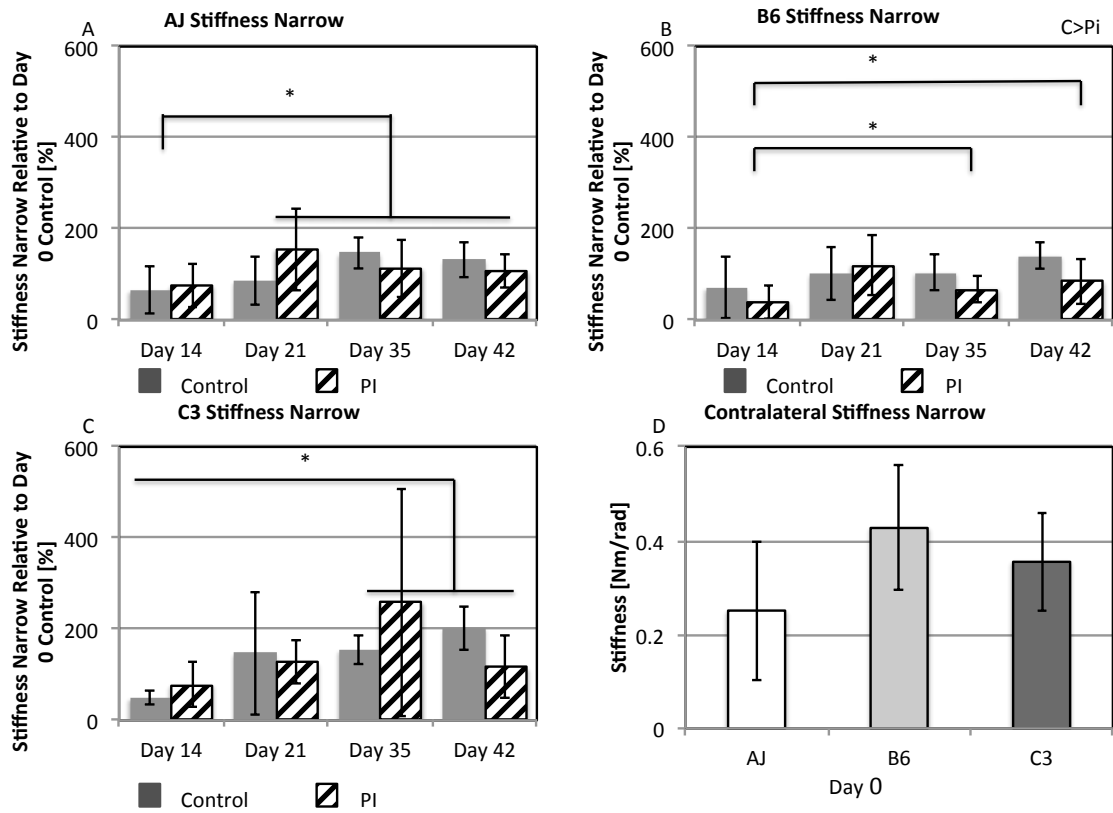 AJ Stiffness Narrow
A
Stiffness Narrow Relative to Day
0 Control [%]
600
400
200
0
*
Day 14 Day 21 Day 35 Day 42
Control PI
B6 Stiffness Narrow
B
C>Pi
Stiffness Narrow Relative to Day
0 Control [%]
600
400
200
0
*
*
Day 14 Day 21 Day 35 Day 42
Control PI
C3 Stiffness Narrow
C
Stiffness Narrow Relative to Day
0 Control [%]
600
400
200
0
*
Day 14 Day 21 Day 35 Day 42
Control PI
Contralateral Stiffness Narrow
D
Stiffness [Nm/rad]
0.6
0.4
0.2
0
AJ B6 C3
Day 0